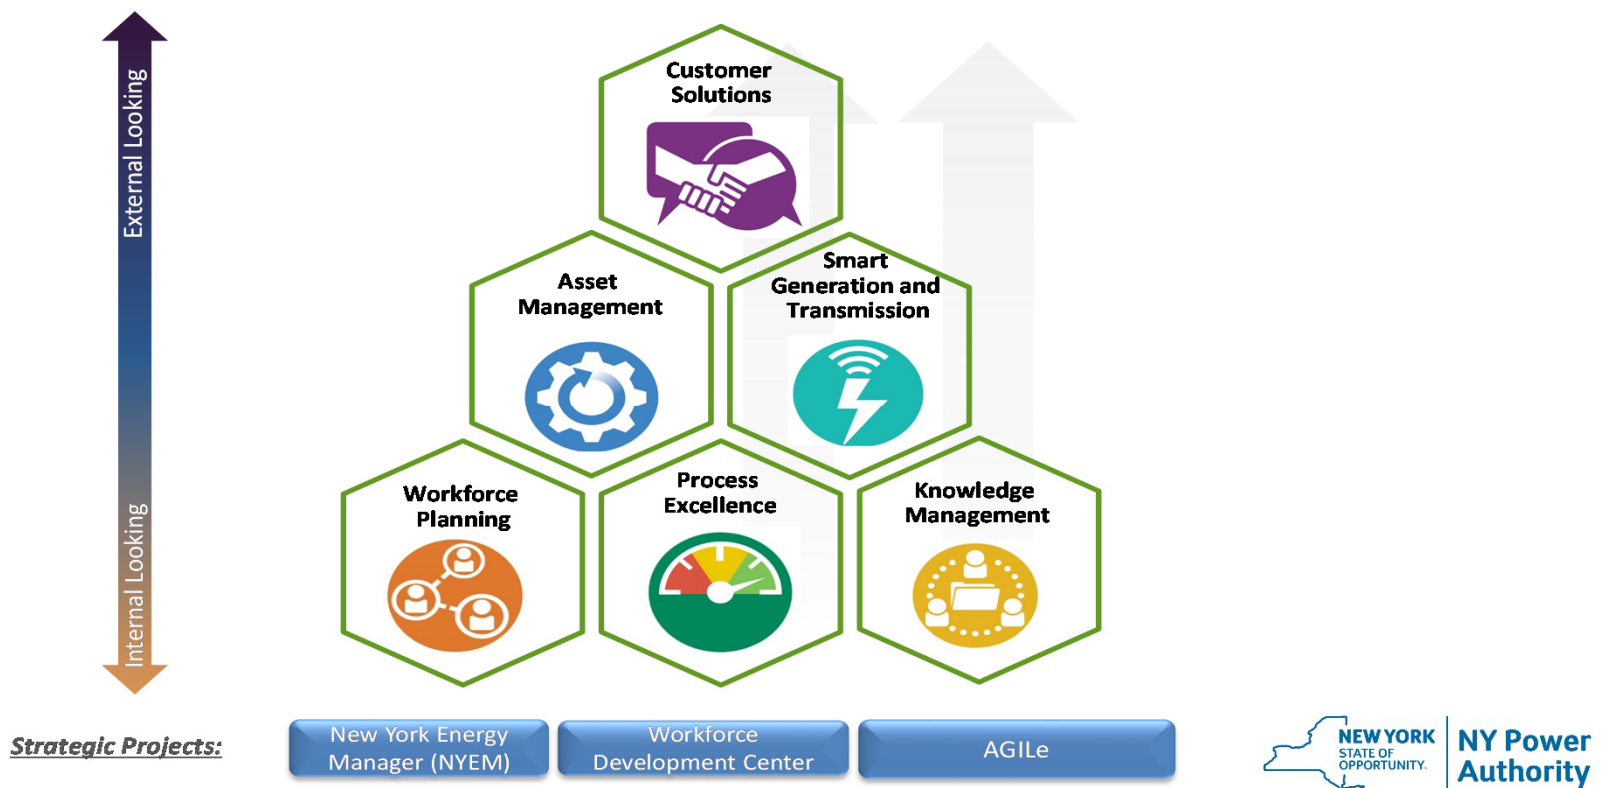 External Looking
Internal Looking
Customer
Solutions
Asset
Management
Smart
Generation and
Transmission
Workforce
Planning
Process
Excellence
Knowledge
Management
Strategic Projects:
New York Energy
Manager (NYEM)
Workforce
Development Center
AGILe
NEW YORK
STATE OF
OPPORTUNITY.
NY Power
Authority